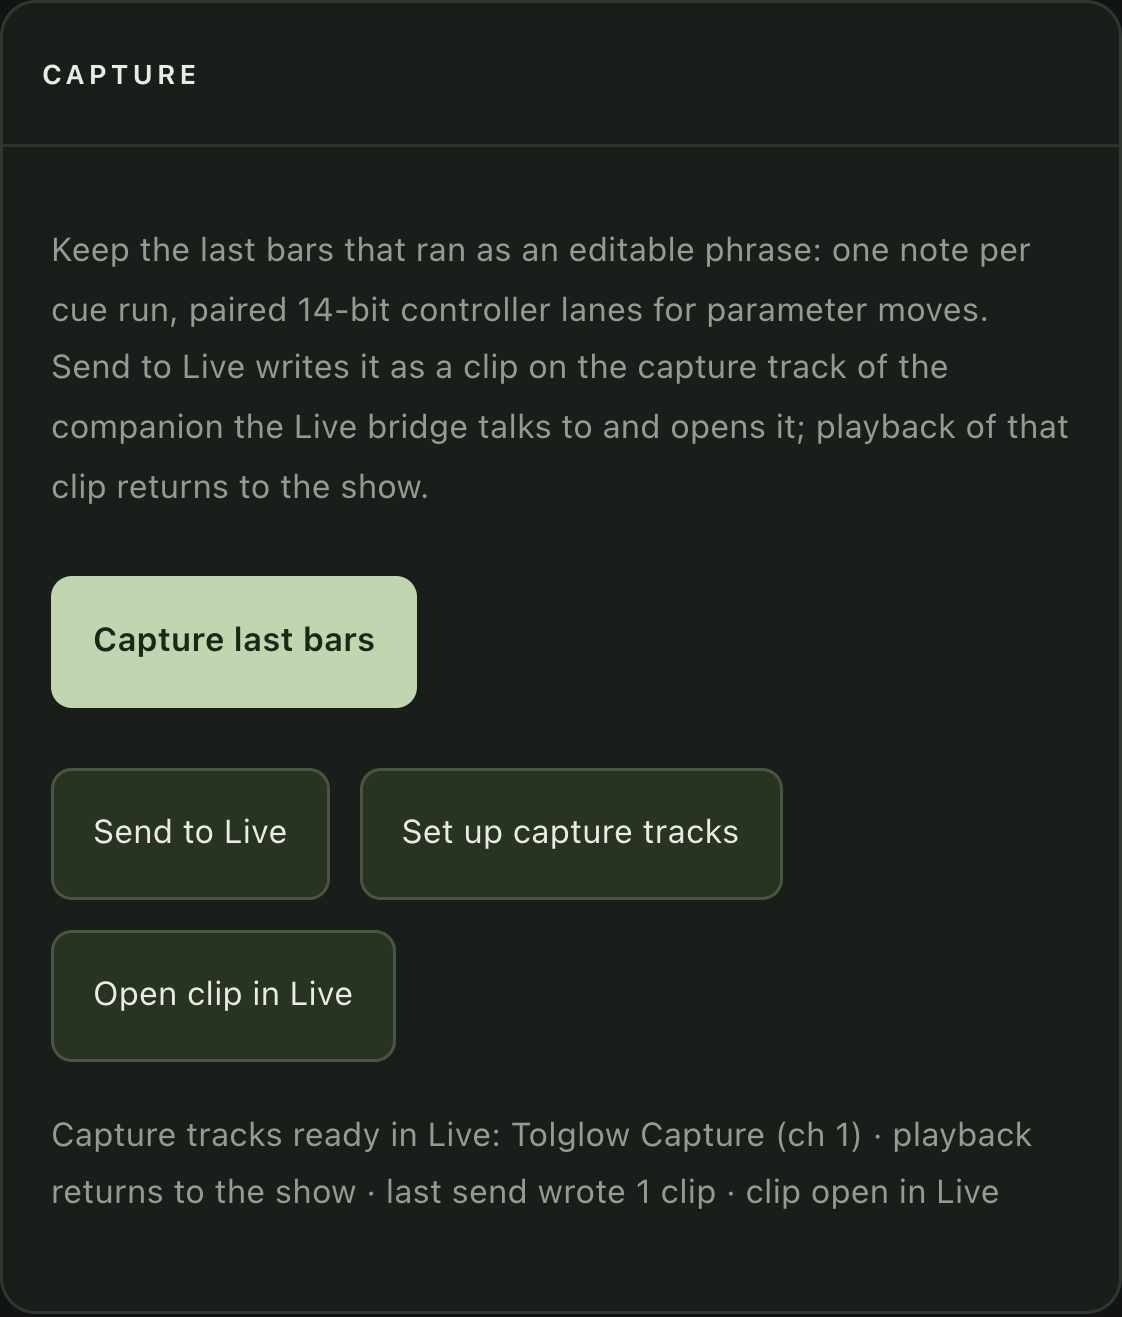 CAPTURE
Keep the last bars that ran as an editable phrase: one note per
cue run, paired 14-bit controller lanes for parameter moves.
Send to Live writes it as a clip on the capture track of the
companion the Live bridge talks to and opens it; playback of that
clip returns to the show.
Capture last bars
Send to Live
Set up capture tracks
Open clip in Live
Capture tracks ready in Live: Tolglow Capture (ch 1) · playback
returns to the show · last send wrote 1 clip · clip open in Live